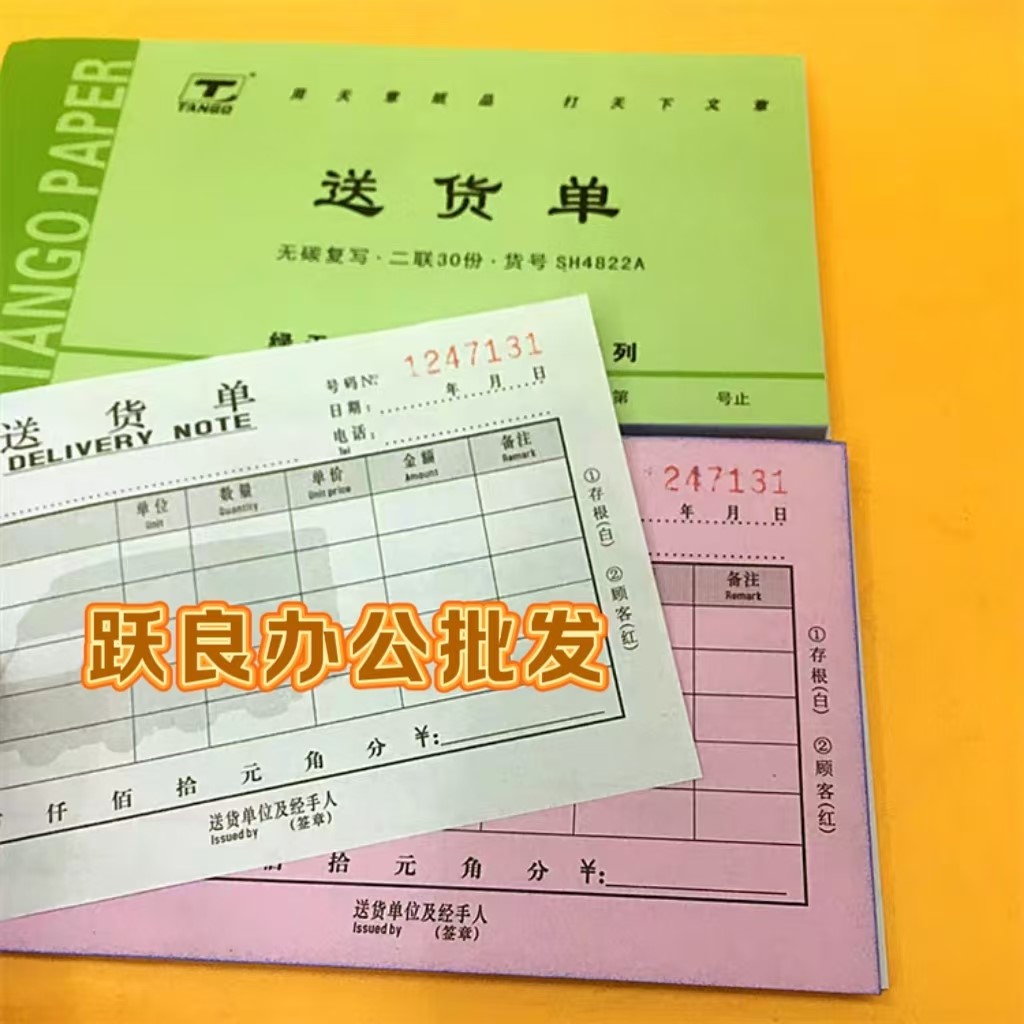 TANGO PAPER
TANGO
用天章纸品 打天下文章
送货单
无碳复写·二联30份·货号 SH4822A
列
第 号止
送货单
DELIVERY NOTE
号码No: 1247131
日期: 年 月 日
电话:
Tel
单位 数量 单价 金额 备注
Unit Quantity Unit price Amount Remark
①存根(白) ②顾客(红)
跃良办公批发
仟 佰 拾 元 角 分 ¥:
送货单位及经手人
Issued by (签章)
247131
年 月 日
备注
Remark
①存根(白) ②顾客(红)
佰 拾 元 角 分 ¥:
送货单位及经手人
Issued by (签章)